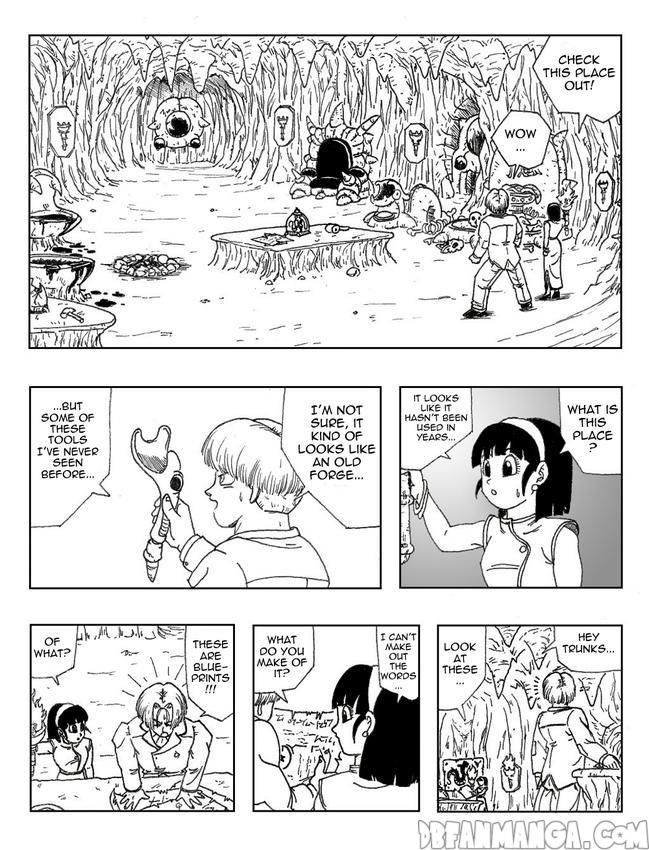 CHECK
THIS PLACE
OUT!
WOW
...
WHAT IS
THIS
PLACE
?
IT LOOKS
LIKE IT
HASN'T BEEN
USED IN
YEARS...
I'M NOT
SURE, IT
KIND OF
LOOKS LIKE
AN OLD
FORGE...
...BUT
SOME OF
THESE
TOOLS
I'VE NEVER
SEEN
BEFORE...
HEY
TRUNKS...
LOOK
AT
THESE
...
I CAN'T
MAKE
OUT
THE
WORDS
...
WHAT
DO YOU
MAKE OF
IT?
THESE
ARE
BLUE-
PRINTS
!!!
OF
WHAT?
DBFANMANGA.COM